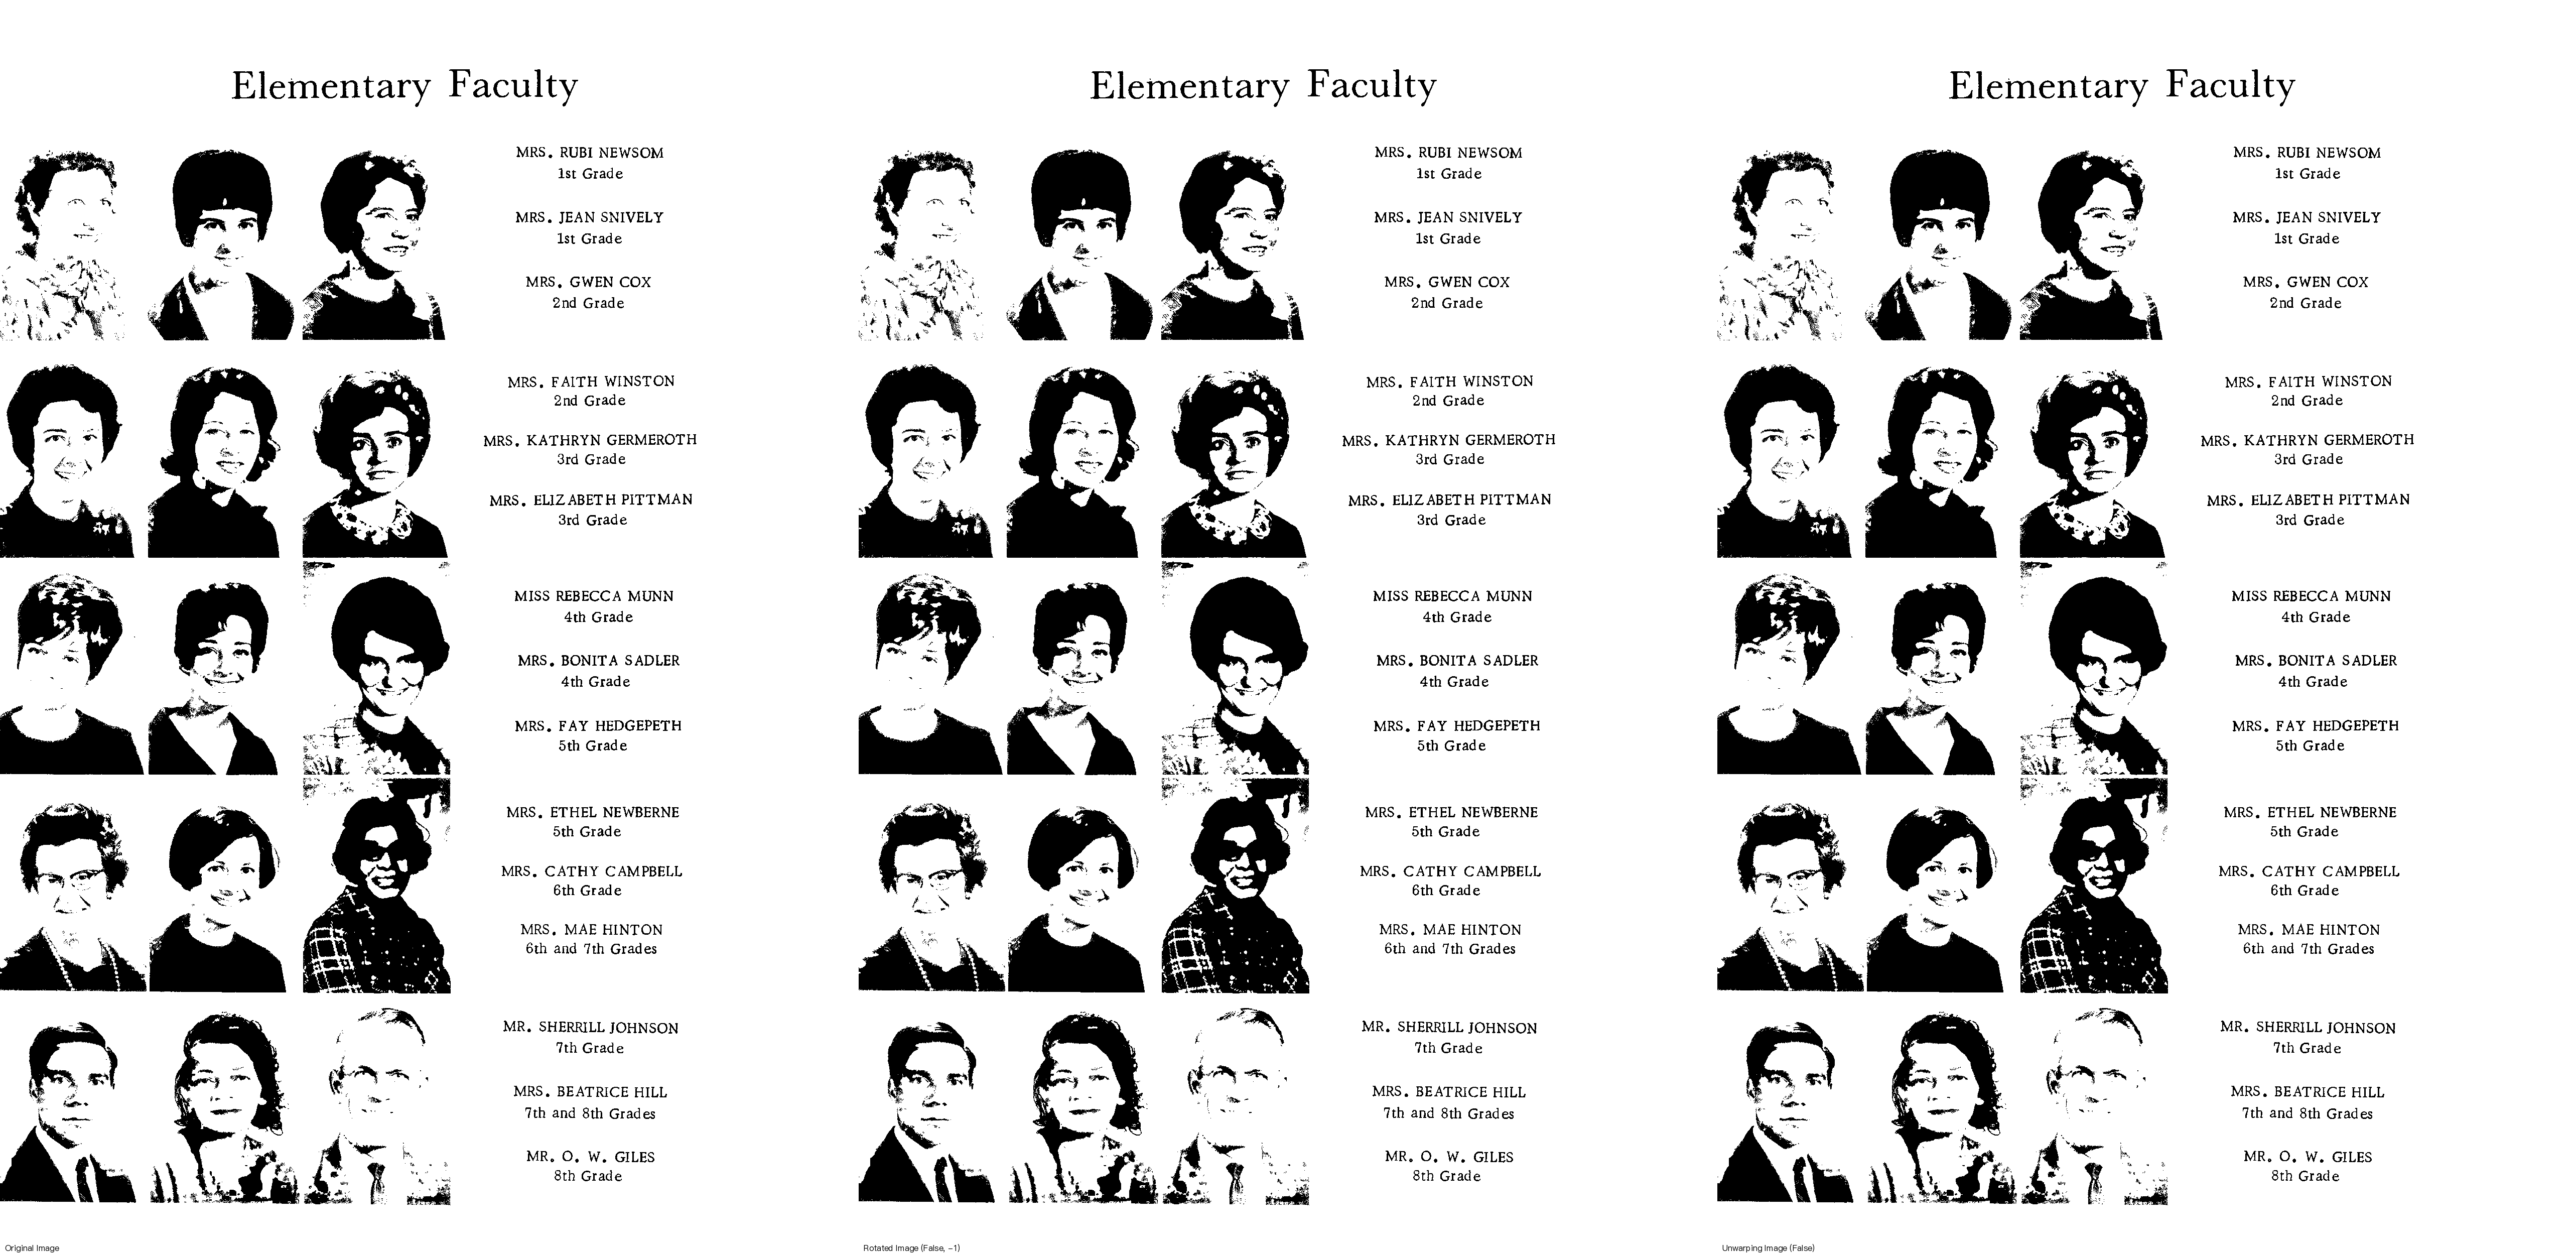 Elementary Faculty
MRS. RUBI NEWSOM
1st Grade
MRS. JEAN SNIVELY
1st Grade
MRS. GWEN COX
2nd Grade
MRS. FAITH WINSTON
2nd Grade
MRS. KATHRYN GERMEROTH
3rd Grade
MRS. ELIZABETH PITTMAN
3rd Grade
MISS REBECCA MUNN
4th Grade
MRS. BONITA SADLER
4th Grade
MRS. FAY HEDGEPETH
5th Grade
MRS. ETHEL NEWBERNE
5th Grade
MRS. CATHY CAMPBELL
6th Grade
MRS. MAE HINTON
6th and 7th Grades
MR. SHERRILL JOHNSON
7th Grade
MRS. BEATRICE HILL
7th and 8th Grades
MR. O. W. GILES
8th Grade
Original Image
Elementary Faculty
MRS. RUBI NEWSOM
1st Grade
MRS. JEAN SNIVELY
1st Grade
MRS. GWEN COX
2nd Grade
MRS. FAITH WINSTON
2nd Grade
MRS. KATHRYN GERMEROTH
3rd Grade
MRS. ELIZABETH PITTMAN
3rd Grade
MISS REBECCA MUNN
4th Grade
MRS. BONITA SADLER
4th Grade
MRS. FAY HEDGEPETH
5th Grade
MRS. ETHEL NEWBERNE
5th Grade
MRS. CATHY CAMPBELL
6th Grade
MRS. MAE HINTON
6th and 7th Grades
MR. SHERRILL JOHNSON
7th Grade
MRS. BEATRICE HILL
7th and 8th Grades
MR. O. W. GILES
8th Grade
Rotated Image (False, -1)
Elementary Faculty
MRS. RUBI NEWSOM
1st Grade
MRS. JEAN SNIVELY
1st Grade
MRS. GWEN COX
2nd Grade
MRS. FAITH WINSTON
2nd Grade
MRS. KATHRYN GERMEROTH
3rd Grade
MRS. ELIZABETH PITTMAN
3rd Grade
MISS REBECCA MUNN
4th Grade
MRS. BONITA SADLER
4th Grade
MRS. FAY HEDGEPETH
5th Grade
MRS. ETHEL NEWBERNE
5th Grade
MRS. CATHY CAMPBELL
6th Grade
MRS. MAE HINTON
6th and 7th Grades
MR. SHERRILL JOHNSON
7th Grade
MRS. BEATRICE HILL
7th and 8th Grades
MR. O. W. GILES
8th Grade
Unwarping Image (False)